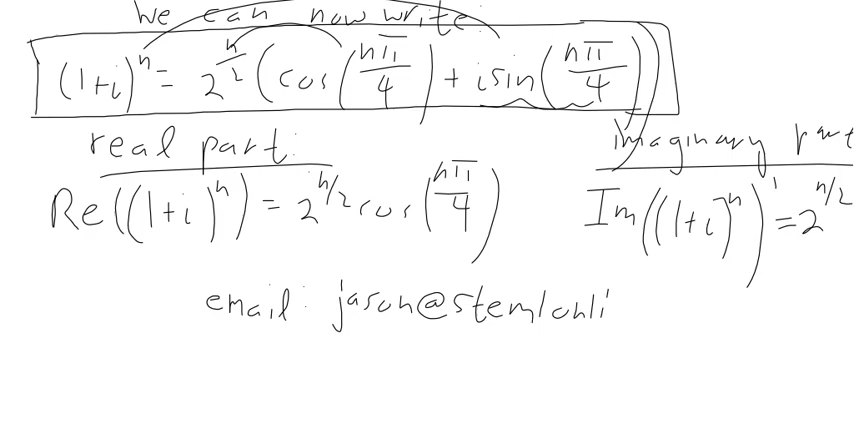 We can now write:
(1+i)^n = 2^{n/2} (cos(nπ/4) + i sin(nπ/4))
real part:
imaginary part
Re((1+i)^n) = 2^{n/2} cos(nπ/4)
Im((1+i)^n) = 2^{n/2}
email: jason@stem1onli